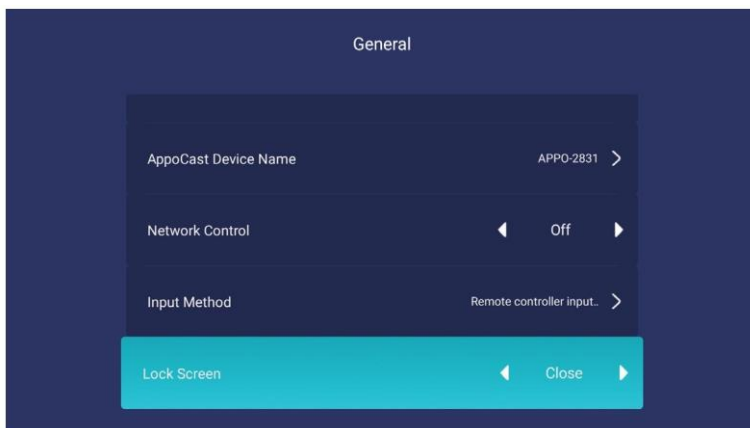 General
AppoCast Device Name APPO-2831
Network Control Off
Input Method Remote controller input..
Lock Screen Close